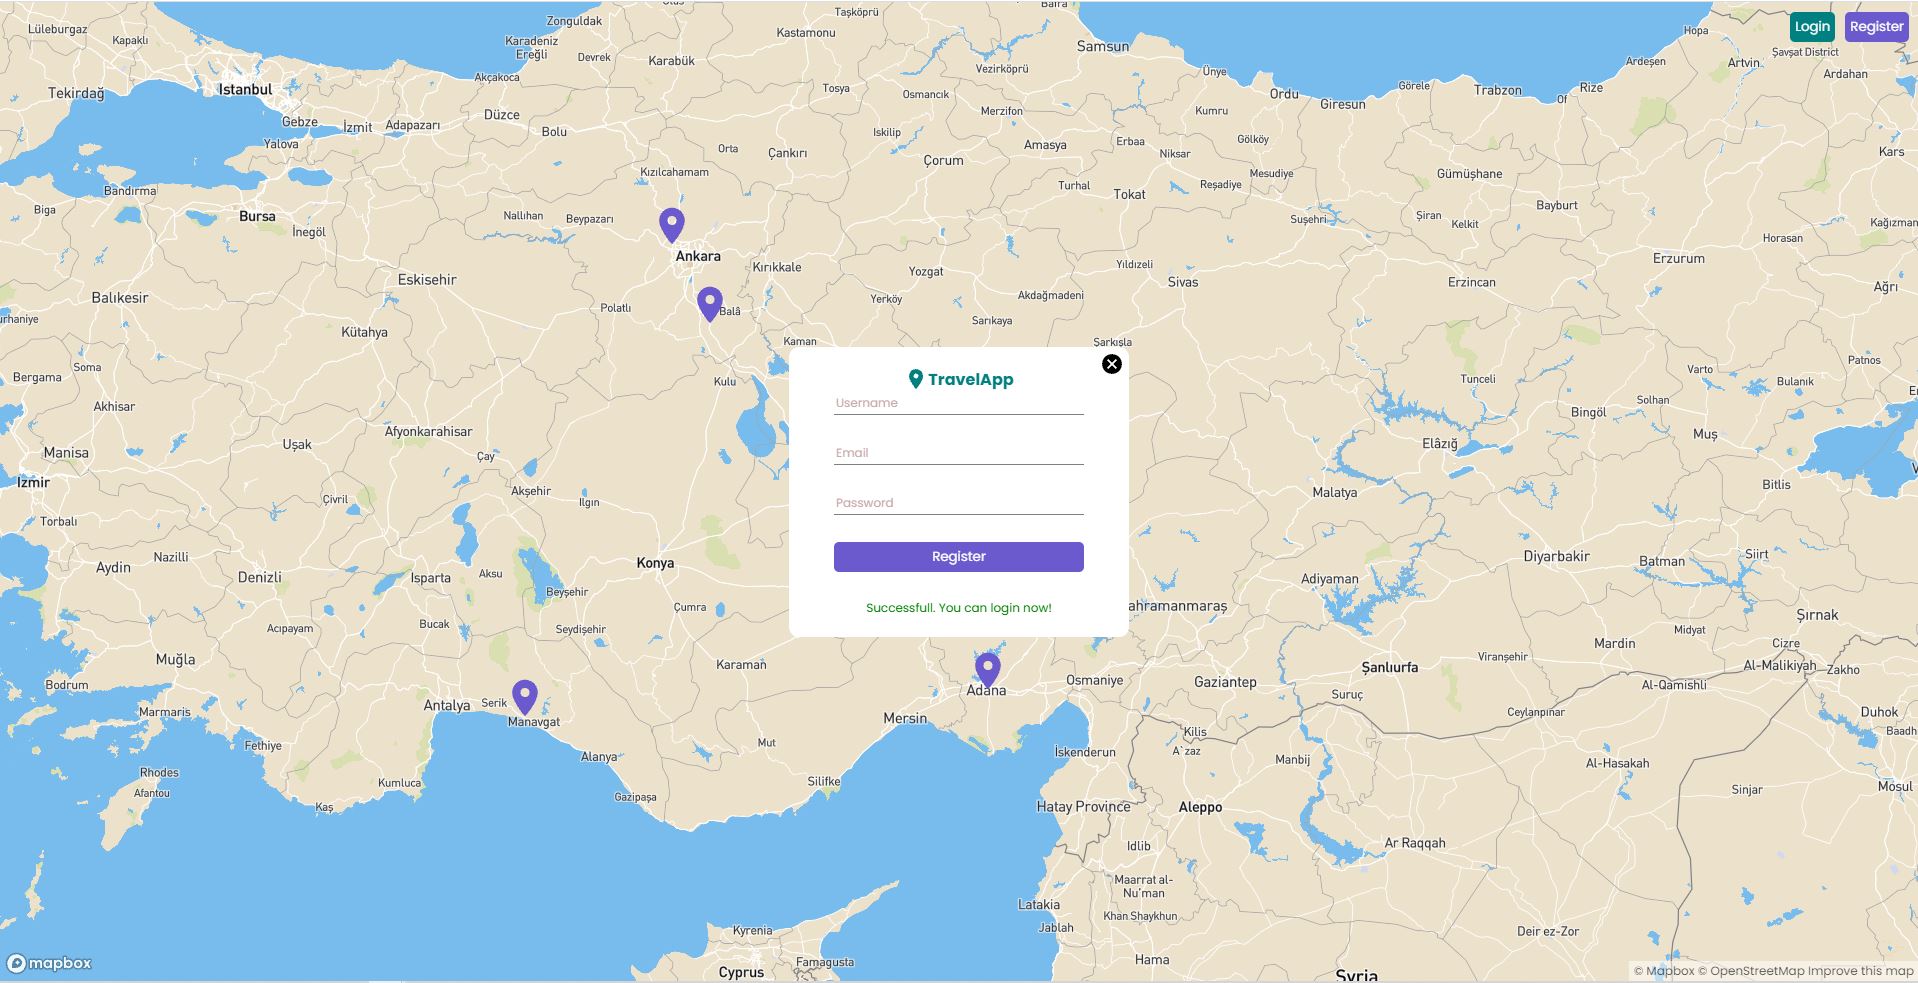 Login
Register
Lüleburgaz
Kapaklı
Zonguldak
Taşköprü
Hopa
Karadeniz
Ereğli
Devrek
Kastamonu
Samsun
Şavşat District
Karabük
Vezirköprü
Ardeşen
Artvin
Akçakoca
Ünye
Ardahan
Tekirdağ
Istanbul
Tosya
Osmancık
Ordu
Giresun
Görele
Trabzon
Of
Rize
Gebze
İzmit
Adapazarı
Düzce
Bolu
Merzifon
Kumru
Yalova
Orta
Çankırı
Iskilip
Çorum
Amasya
Erbaa
Niksar
Gölköy
Kars
Bandırma
Kızılcahamam
Turhal
Tokat
Reşadiye
Mesudiye
Gümüşhane
Biga
Bursa
İnegöl
Nallıhan
Beypazarı
Suşehri
Şiran
Kelkit
Bayburt
Kağızman
Horasan
Ankara
Kırıkkale
Yozgat
Yıldızeli
Sivas
Erzincan
Erzurum
Ağrı
Balıkesir
Eskisehir
Polatlı
Balâ
Yerköy
Akdağmadeni
Sarıkaya
urhaniye
Kütahya
Kaman
Sarkışla
Soma
Bergama
Kulu
Tunceli
Varto
Patnos
Bulanık
Akhisar
Solhan
Bingöl
Muş
TravelApp
Username
Email
Password
Register
Successfull. You can login now!
Manisa
Uşak
Afyonkarahisar
Çay
Elâzığ
Izmir
Akşehir
Ilgın
Çivril
Malatya
Bitlis
Torbalı
Nazilli
Aydin
Denizli
Isparta
Aksu
Beyşehir
Konya
Çumra
Diyarbakir
Batman
Siirt
Adiyaman
ahramanmaraş
Şırnak
Acıpayam
Bucak
Seydişehir
Midyat
Mardin
Cizre
Muğla
Karaman
Şanlıurfa
Viranşehir
Al-Malikiyah
Zakho
Bodrum
Marmaris
Antalya
Serik
Manavgat
Adana
Osmaniye
Gaziantep
Suruç
Al-Qamishli
Mersin
Ceylanpınar
Duhok
Baadh
Fethiye
Alanya
Mut
İskenderun
Kilis
A`zaz
Manbij
Al-Hasakah
Rhodes
Afantou
Kumluca
Kaş
Gazipaşa
Silifke
Hatay Province
Aleppo
Sinjar
Mosul
Idlib
Ar Raqqah
Maarrat al-
Nu'man
Latakia
Khan Shaykhun
Jablah
Kyrenia
Famagusta
Cyprus
Hama
Deir ez-Zor
Syria
mapbox
© Mapbox © OpenStreetMap Improve this map